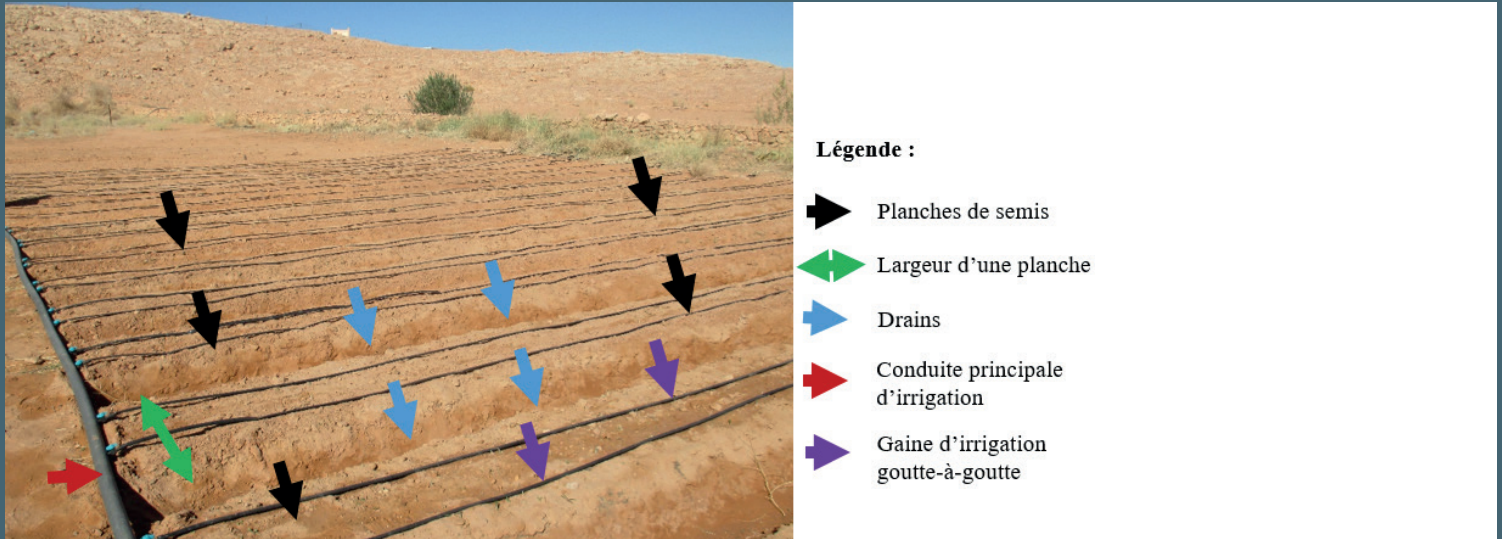 Légende :
Planches de semis
Largeur d’une planche
Drains
Conduite principale
d’irrigation
Gaine d’irrigation
goutte-à-goutte